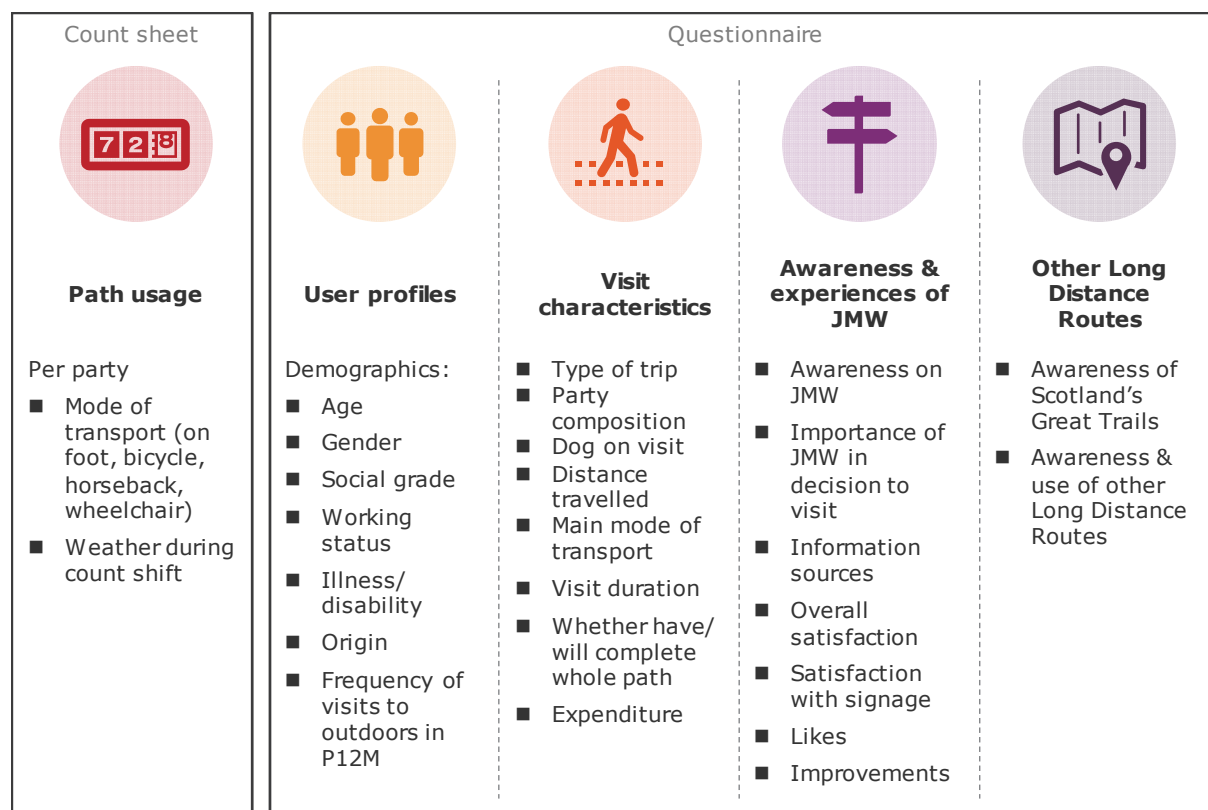 Count sheet
Questionnaire
7 2 8
Path usage
Per party
■ Mode of
transport (on
foot, bicycle,
horseback,
wheelchair)
■ Weather during
count shift
User profiles
Demographics:
■ Age
■ Gender
■ Social grade
■ Working
status
■ Illness/
disability
■ Origin
■ Frequency of
visits to
outdoors in
P12M
Visit
characteristics
■ Type of trip
■ Party
composition
■ Dog on visit
■ Distance
travelled
■ Main mode of
transport
■ Visit duration
■ Whether have/
will complete
whole path
■ Expenditure
Awareness &
experiences of
JMW
■ Awareness on
JMW
■ Importance of
JMW in
decision to
visit
■ Information
sources
■ Overall
satisfaction
■ Satisfaction
with signage
■ Likes
■ Improvements
Other Long
Distance
Routes
■ Awareness of
Scotland’s
Great Trails
■ Awareness &
use of other
Long Distance
Routes